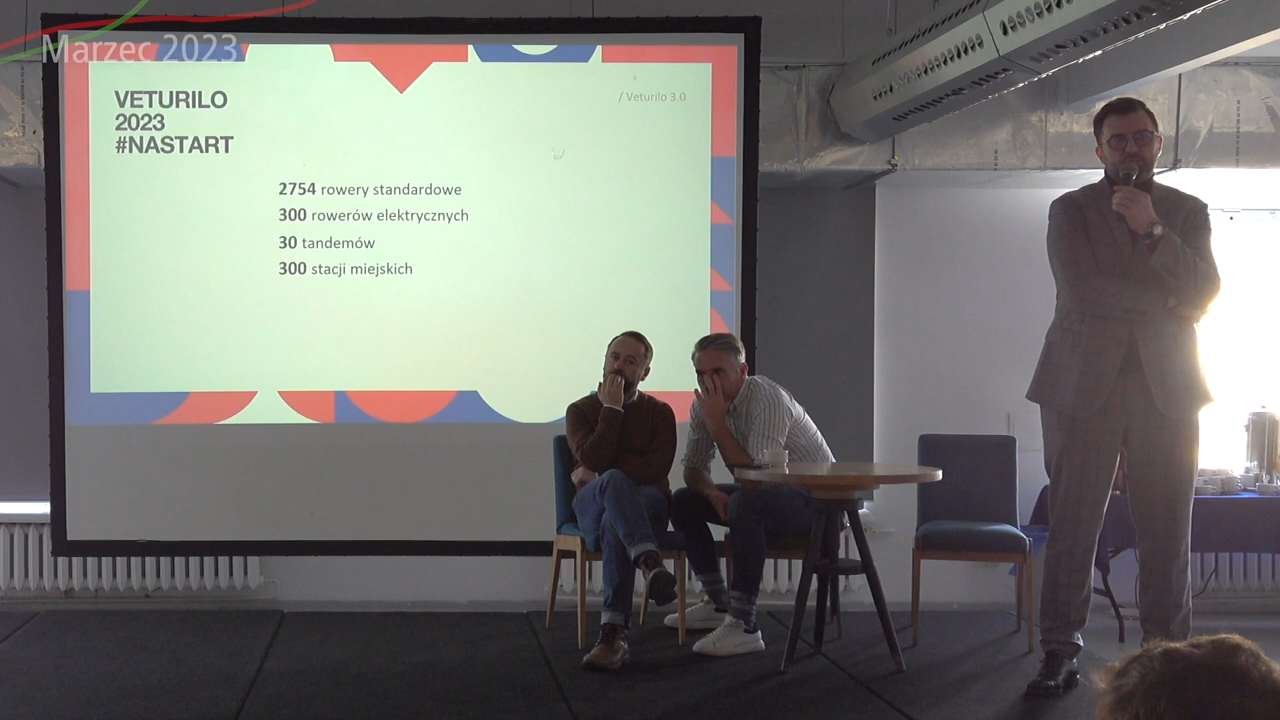 Marzec 2023
VETURILO
2023
#NASTART
/ Veturilo 3.0
2754 rowery standardowe
300 rowerów elektrycznych
30 tandemów
300 stacji miejskich